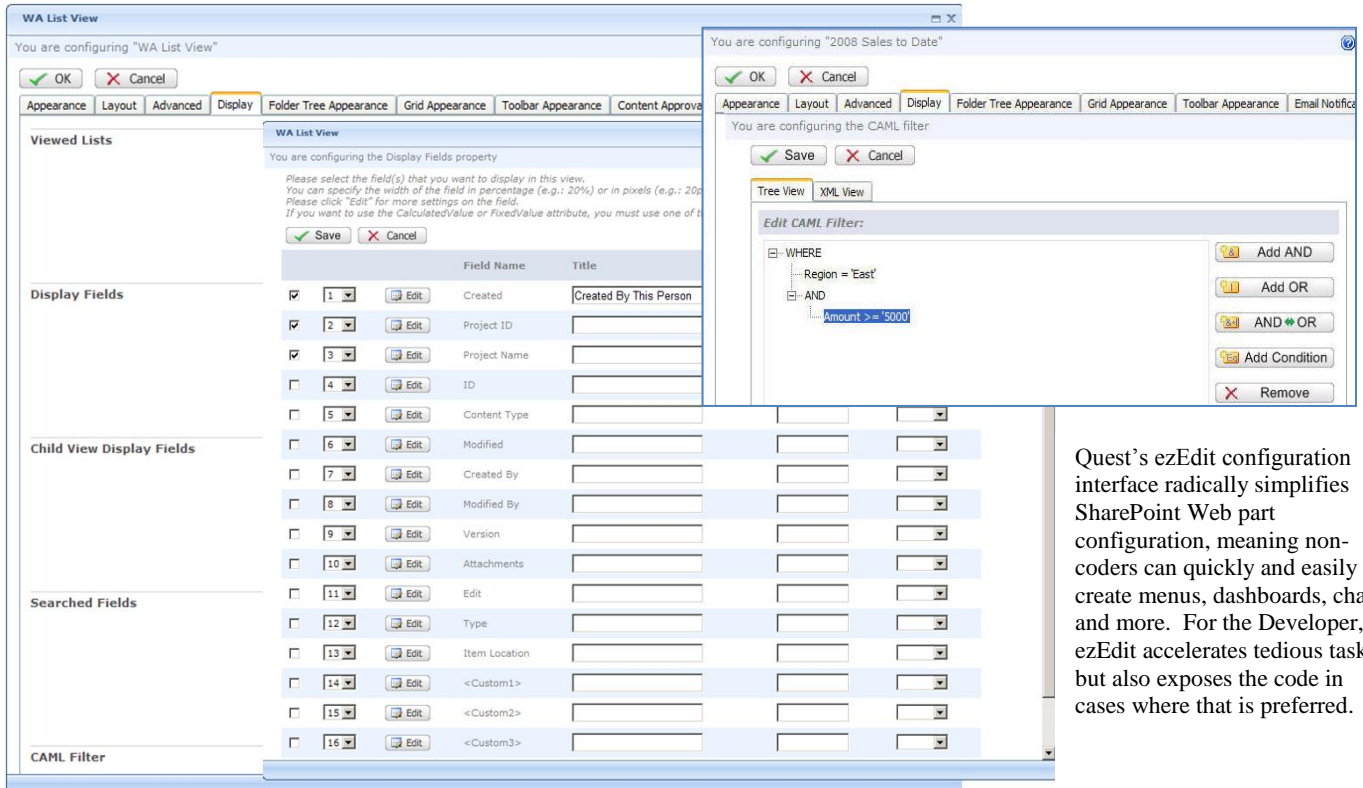 WA List View
You are configuring "WA List View"
OK
Cancel
Appearance
Layout
Advanced
Display
Folder Tree Appearance
Grid Appearance
Toolbar Appearance
Content Approva
Viewed Lists
Display Fields
Child View Display Fields
Searched Fields
CAML Filter
WA List View
You are configuring the Display Fields property
Please select the field(s) that you want to display in this view.
You can specify the width of the field in percentage (e.g.: 20%) or in pixels (e.g.: 20p
Please click "Edit" for more settings on the field.
If you want to use the CalculatedValue or FixedValue attribute, you must use one of t
Save
Cancel
Field Name Title
1 Edit Created Created By This Person
2 Edit Project ID
3 Edit Project Name
4 Edit ID
5 Edit Content Type
6 Edit Modified
7 Edit Created By
8 Edit Modified By
9 Edit Version
10 Edit Attachments
11 Edit Edit
12 Edit Type
13 Edit Item Location
14 Edit <Custom1>
15 Edit <Custom2>
16 Edit <Custom3>
You are configuring "2008 Sales to Date"
OK
Cancel
Appearance
Layout
Advanced
Display
Folder Tree Appearance
Grid Appearance
Toolbar Appearance
Email Notifica
You are configuring the CAML filter
Save
Cancel
Tree View
XML View
Edit CAML Filter:
WHERE
Region = 'East'
AND
Amount >= '5000'
Add AND
Add OR
AND OR
Add Condition
Remove
Quest's ezEdit configuration
interface radically simplifies
SharePoint Web part
configuration, meaning non-
coders can quickly and easily
create menus, dashboards, cha
and more. For the Developer,
ezEdit accelerates tedious task
but also exposes the code in
cases where that is preferred.